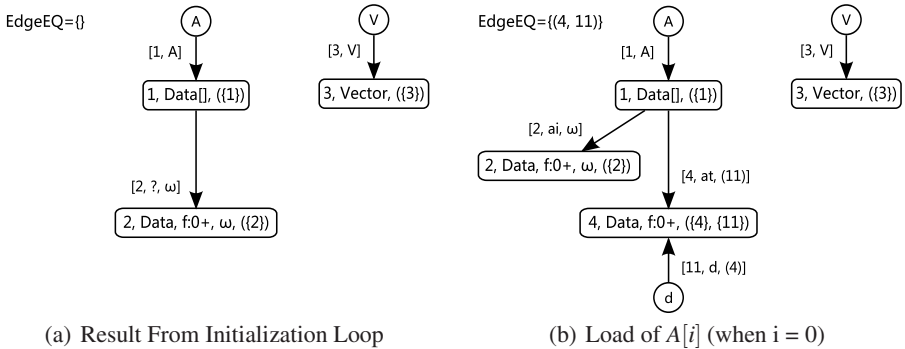 EdgeEQ={}
A
V
[1, A]
[3, V]
1, Data[], ({1})
3, Vector, ({3})
[2, ?, ω]
2, Data, f:0+, ω, ({2})
(a) Result From Initialization Loop
EdgeEQ={(4, 11)}
A
V
[1, A]
[3, V]
1, Data[], ({1})
3, Vector, ({3})
[2, ai, ω]
2, Data, f:0+, ω, ({2})
[4, at, (11)]
4, Data, f:0+, ({4}, {11})
[11, d, (4)]
d
(b) Load of A[i] (when i = 0)